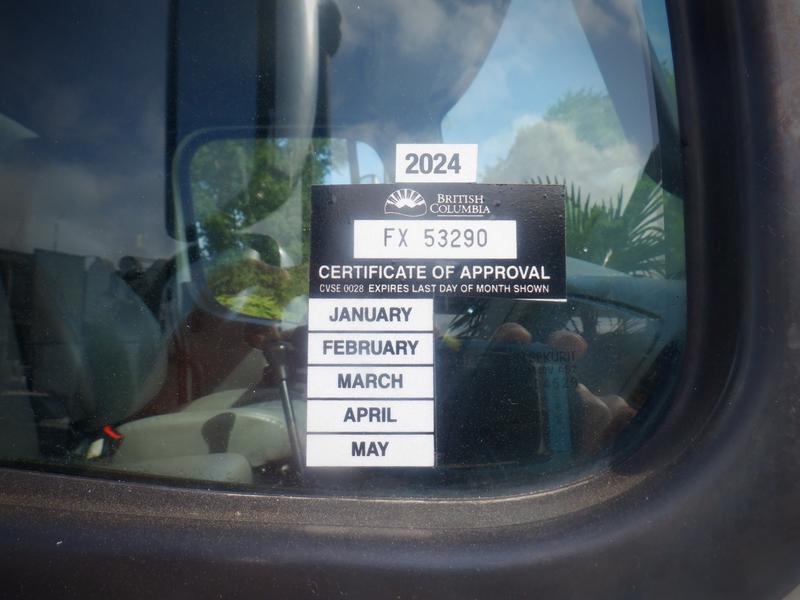 2024
BRITISH
COLUMBIA
FX 53290
CERTIFICATE OF APPROVAL
CVSE 0028 EXPIRES LAST DAY OF MONTH SHOWN
JANUARY
FEBRUARY
MARCH
APRIL
MAY
SEKURIT